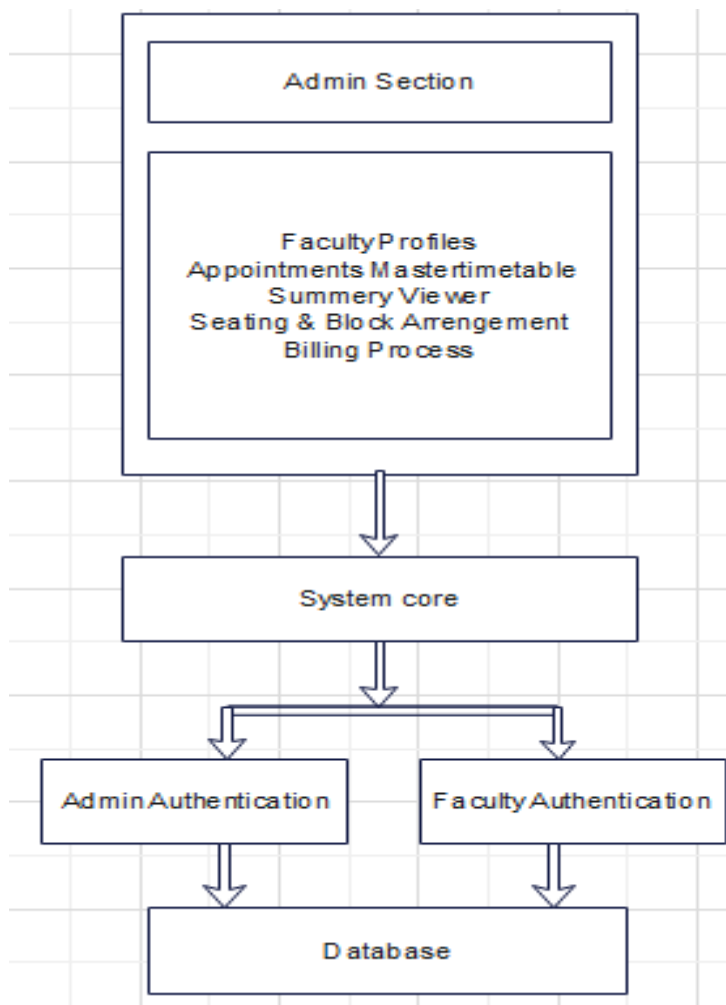 Admin Section
Faculty Profiles
Appointments Mastertimetable
Summery Viewer
Seating & Block Arrengement
Billing Process
System core
Admin Authentication
Faculty Authentication
Database